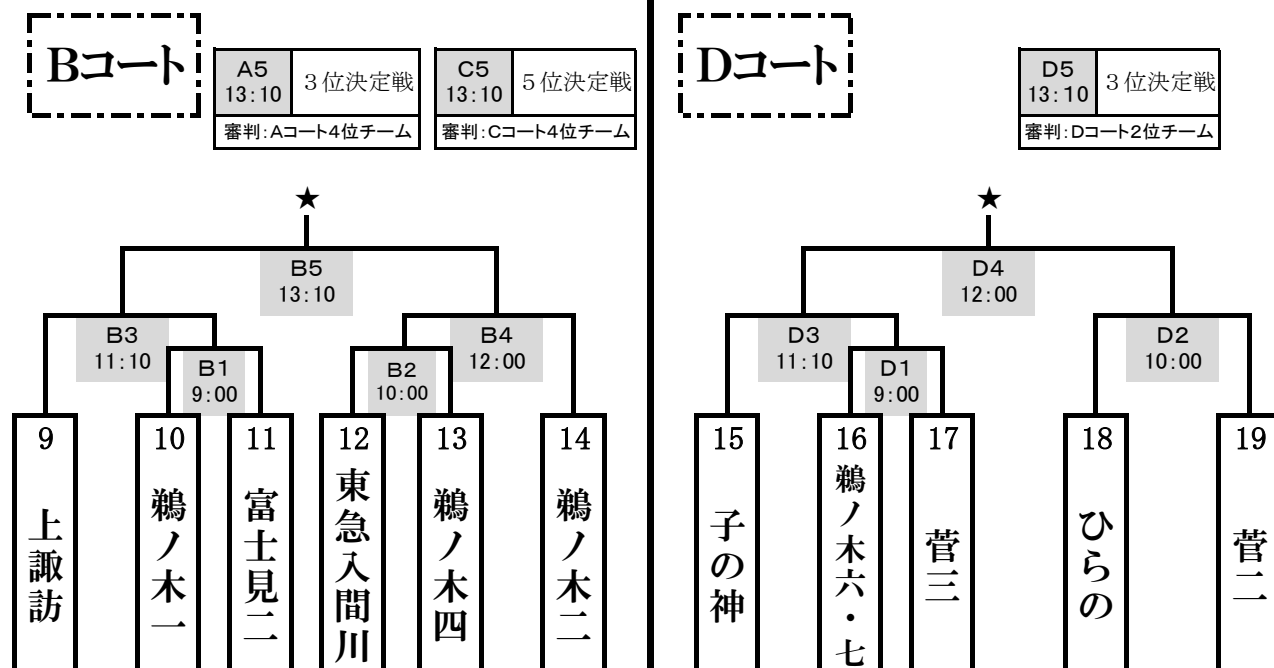 Bコート
A5
13:10
3位決定戦
審判:Aコート4位チーム
C5
13:10
5位決定戦
審判:Cコート4位チーム
★
B5
13:10
B3
11:10
B4
12:00
B1
9:00
B2
10:00
9
上諏訪
10
鵜ノ木一
11
富士見二
12
東急入間川
13
鵜ノ木四
14
鵜ノ木二
Dコート
D5
13:10
3位決定戦
審判:Dコート2位チーム
★
D4
12:00
D3
11:10
D2
10:00
D1
9:00
15
子の神
16
鵜ノ木六・七
17
菅三
18
ひらの
19
菅二